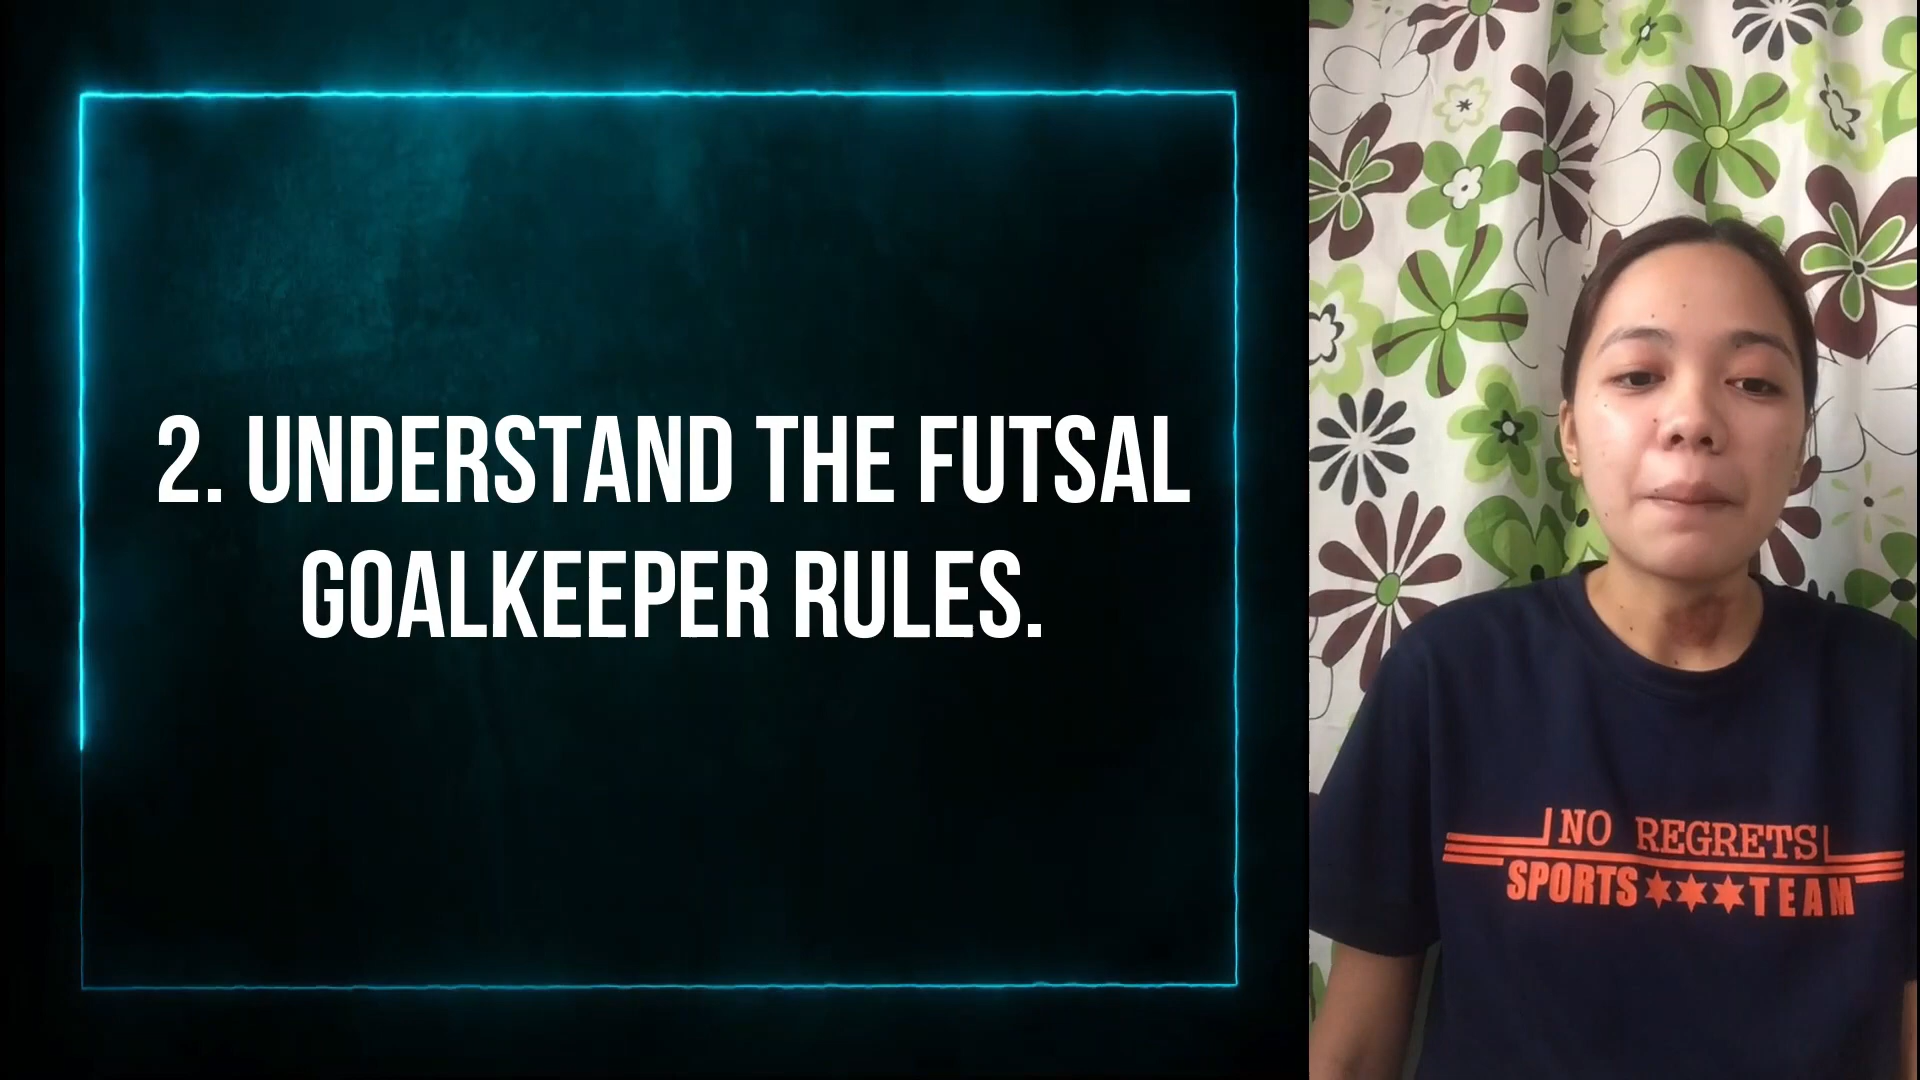 2. UNDERSTAND THE FUTSAL
GOALKEEPER RULES.
NO REGRETS
SPORTS★★★TEAM